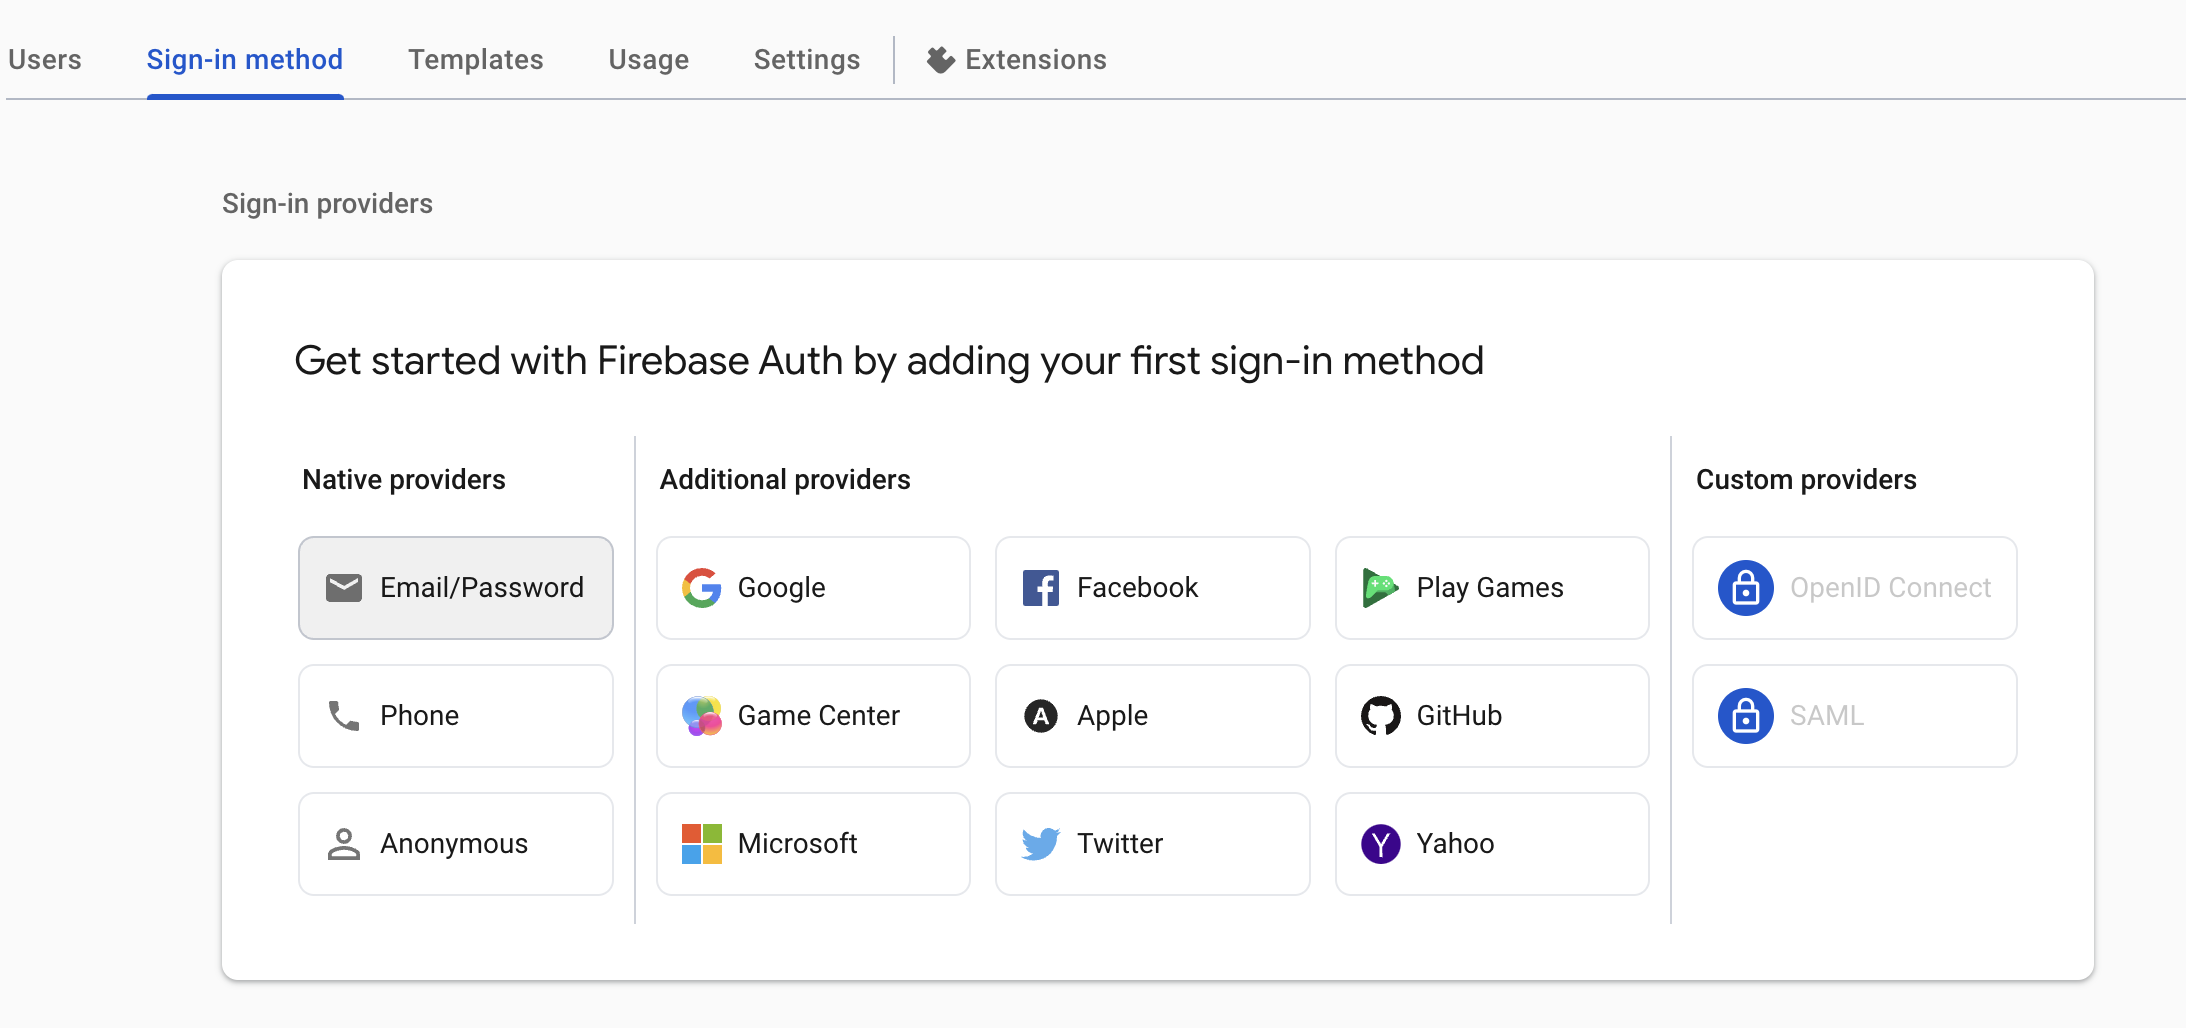 Users Sign-in method Templates Usage Settings Extensions
Sign-in providers
Get started with Firebase Auth by adding your first sign-in method
Native providers Additional providers Custom providers
Email/Password Google Facebook Play Games OpenID Connect
Phone Game Center Apple GitHub SAML
Anonymous Microsoft Twitter Yahoo